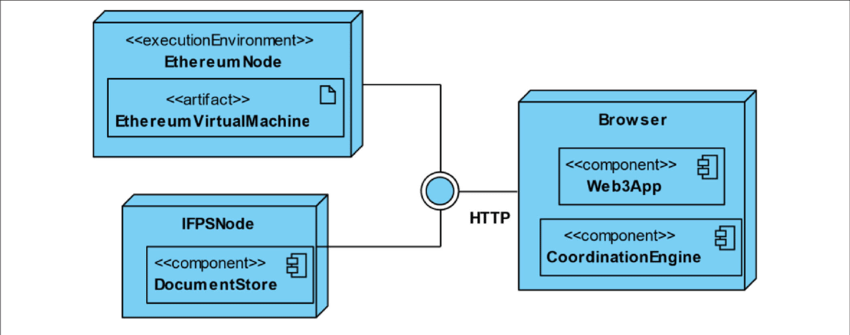 <<executionEnvironment>>
EthereumNode
<<artifact>>
EthereumVirtualMachine
IFPSNode
<<component>>
DocumentStore
HTTP
Browser
<<component>>
Web3App
<<component>>
CoordinationEngine